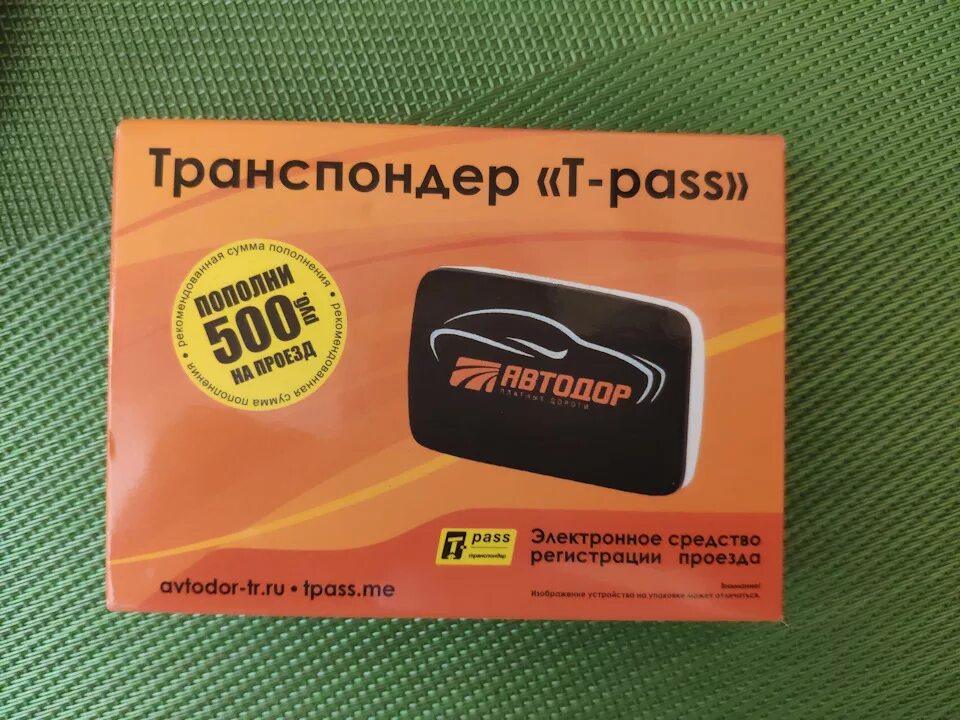 Транспондер «T-pass»
рекомендованная сумма пополнения • рекомендованная сумма пополнения •
ПОПОЛНИ
500 руб.
НА ПРОЕЗД
АВТОДОР
ПЛАТНЫЕ ДОРОГИ
T pass
транспондер
Электронное средство
регистрации проезда
avtodor-tr.ru • tpass.me
Внимание!
Изображение устройства на упаковке может отличаться.